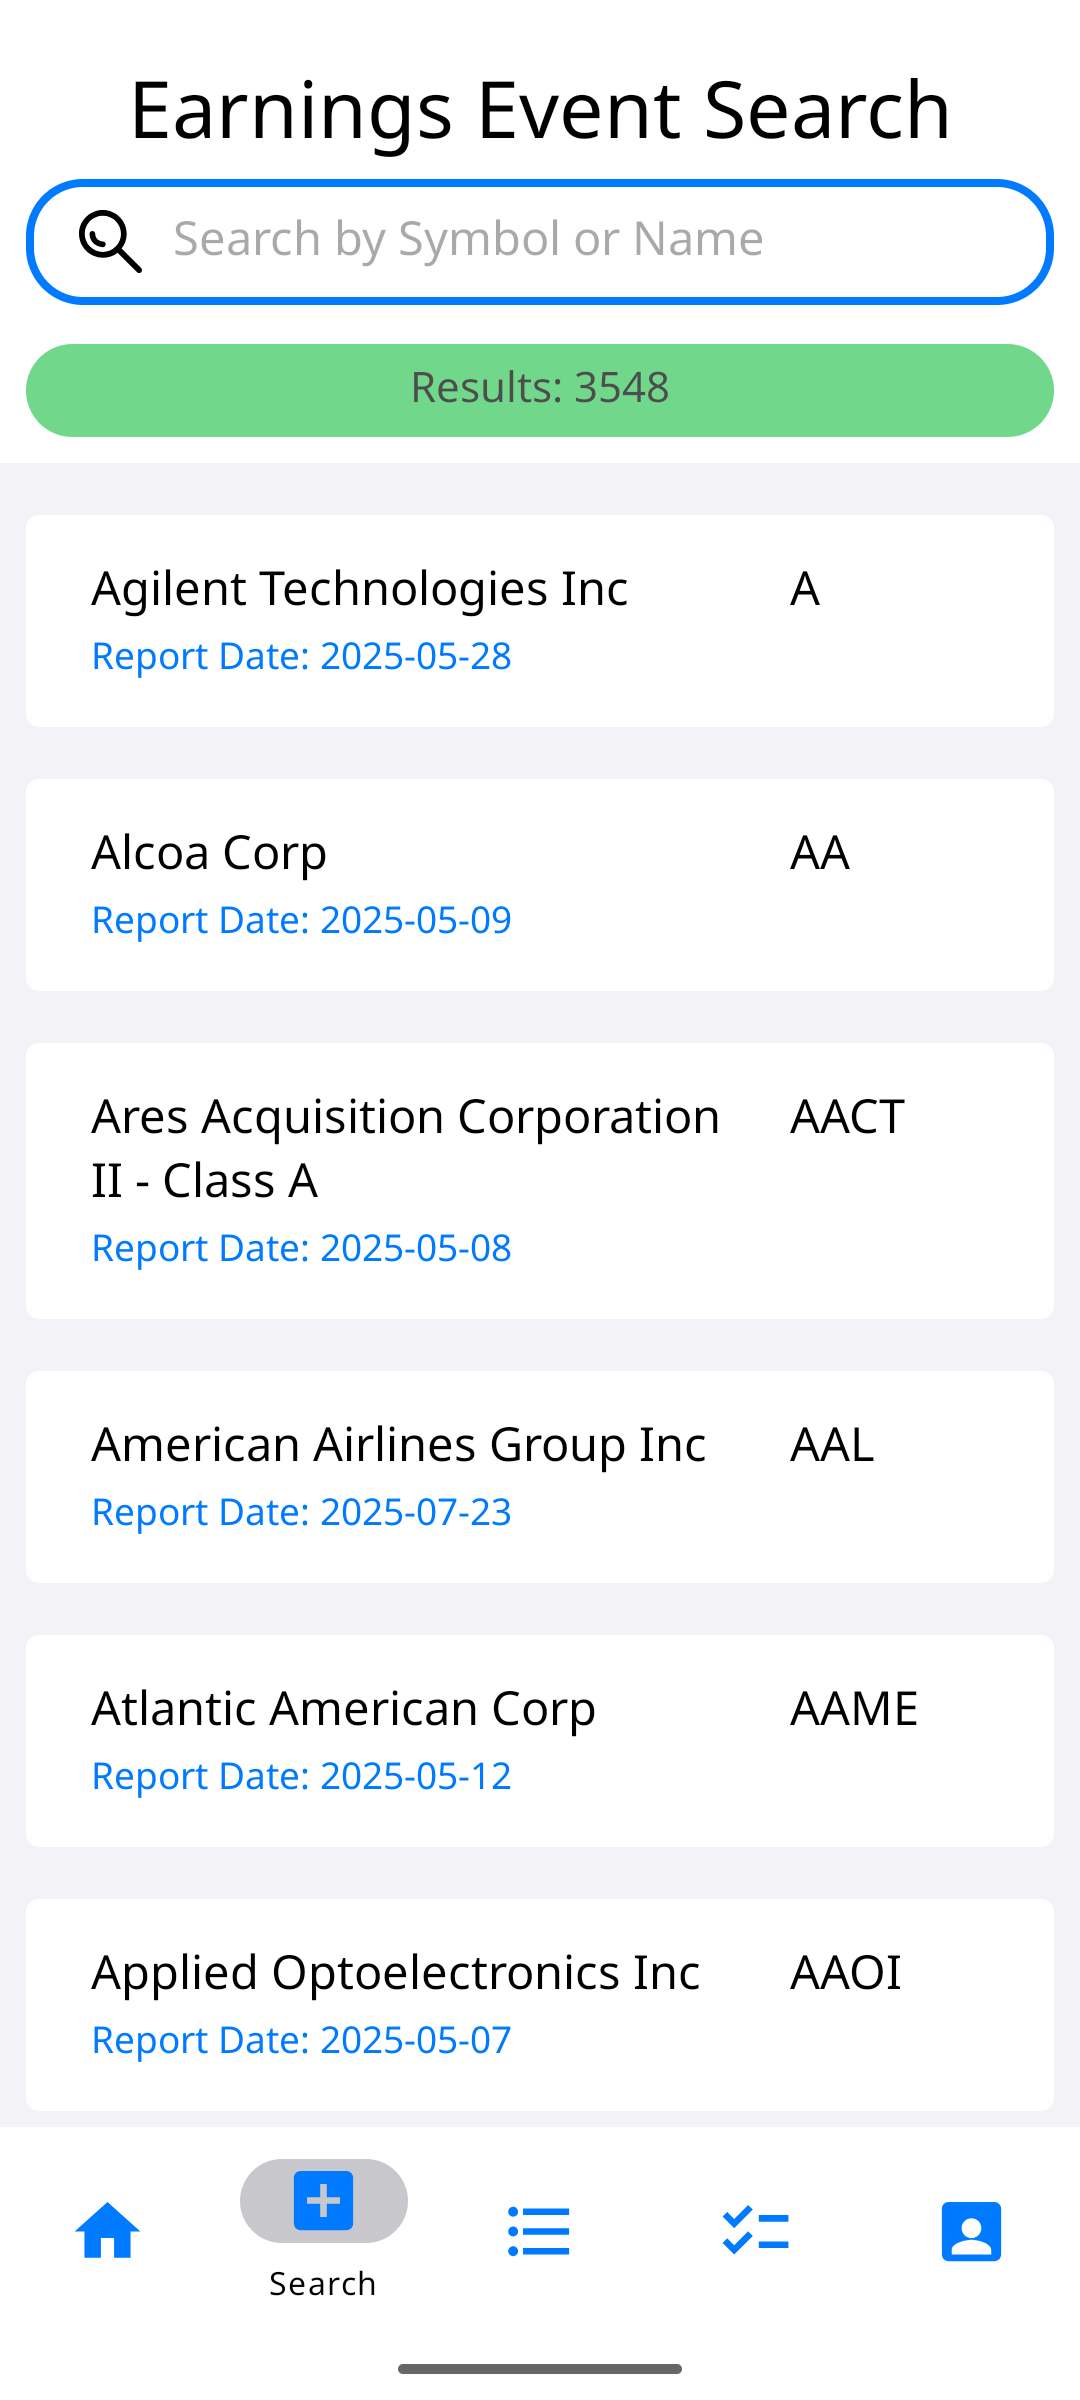 Earnings Event Search
Search by Symbol or Name
Results: 3548
Agilent Technologies Inc A
Report Date: 2025-05-28
Alcoa Corp AA
Report Date: 2025-05-09
Ares Acquisition Corporation AACT
II - Class A
Report Date: 2025-05-08
American Airlines Group Inc AAL
Report Date: 2025-07-23
Atlantic American Corp AAME
Report Date: 2025-05-12
Applied Optoelectronics Inc AAOI
Report Date: 2025-05-07
Search